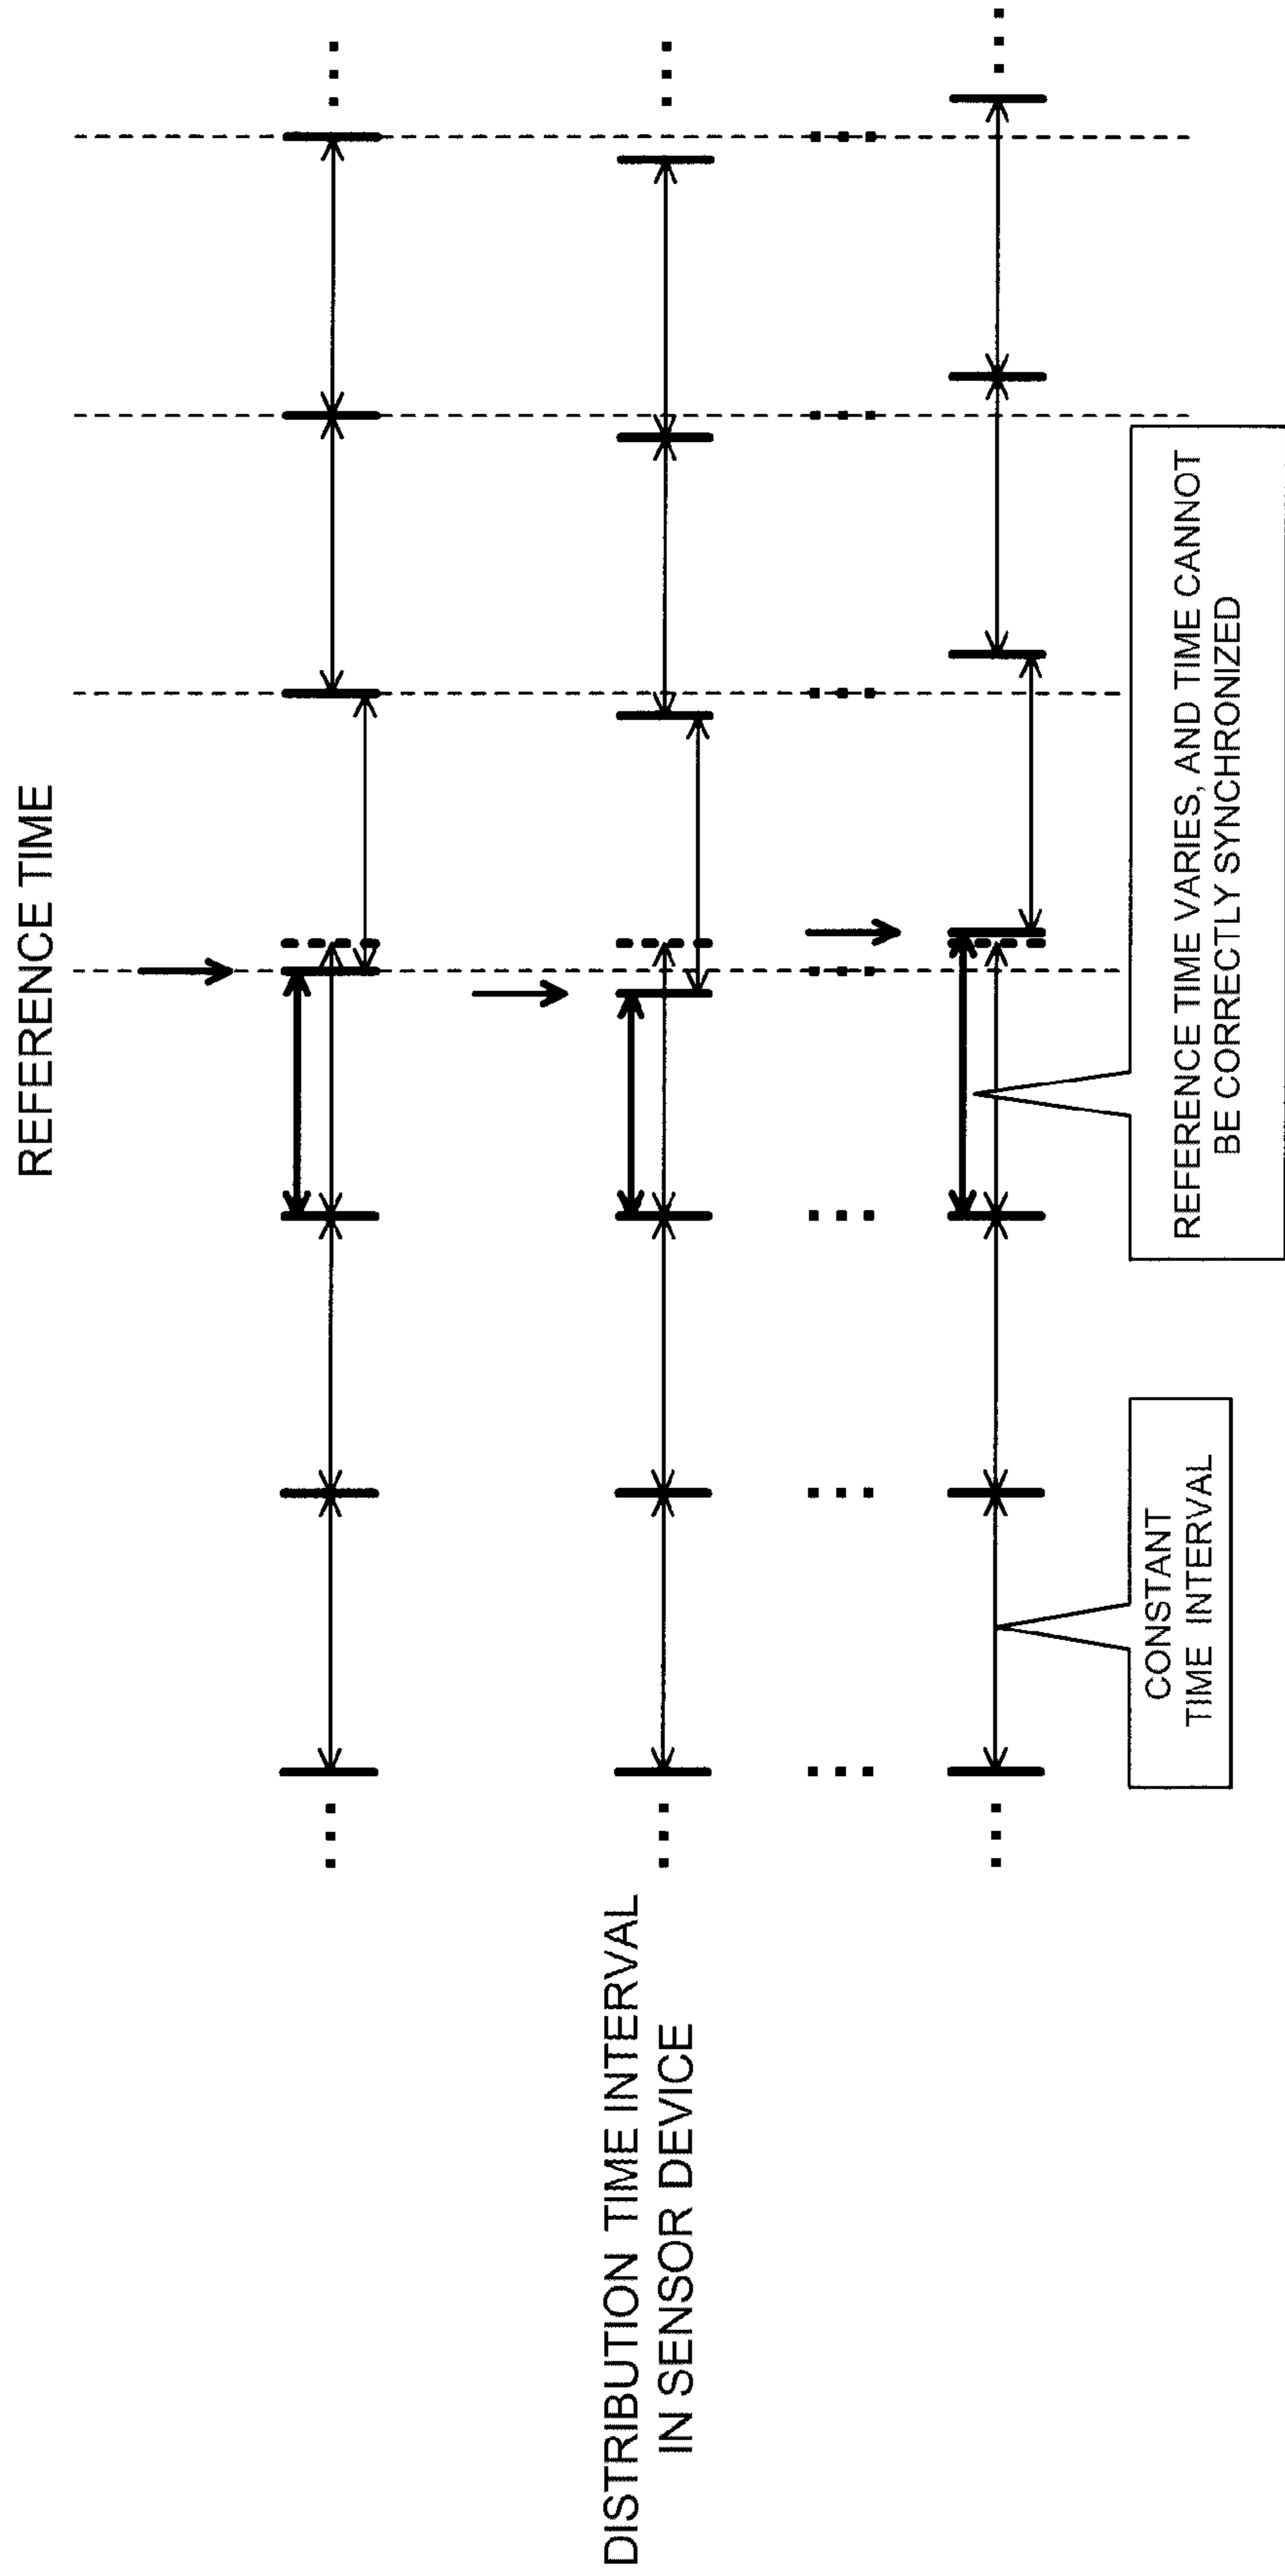 REFERENCE TIME
DISTRIBUTION TIME INTERVAL
IN SENSOR DEVICE
CONSTANT
TIME INTERVAL
REFERENCE TIME VARIES, AND TIME CANNOT
BE CORRECTLY SYNCHRONIZED